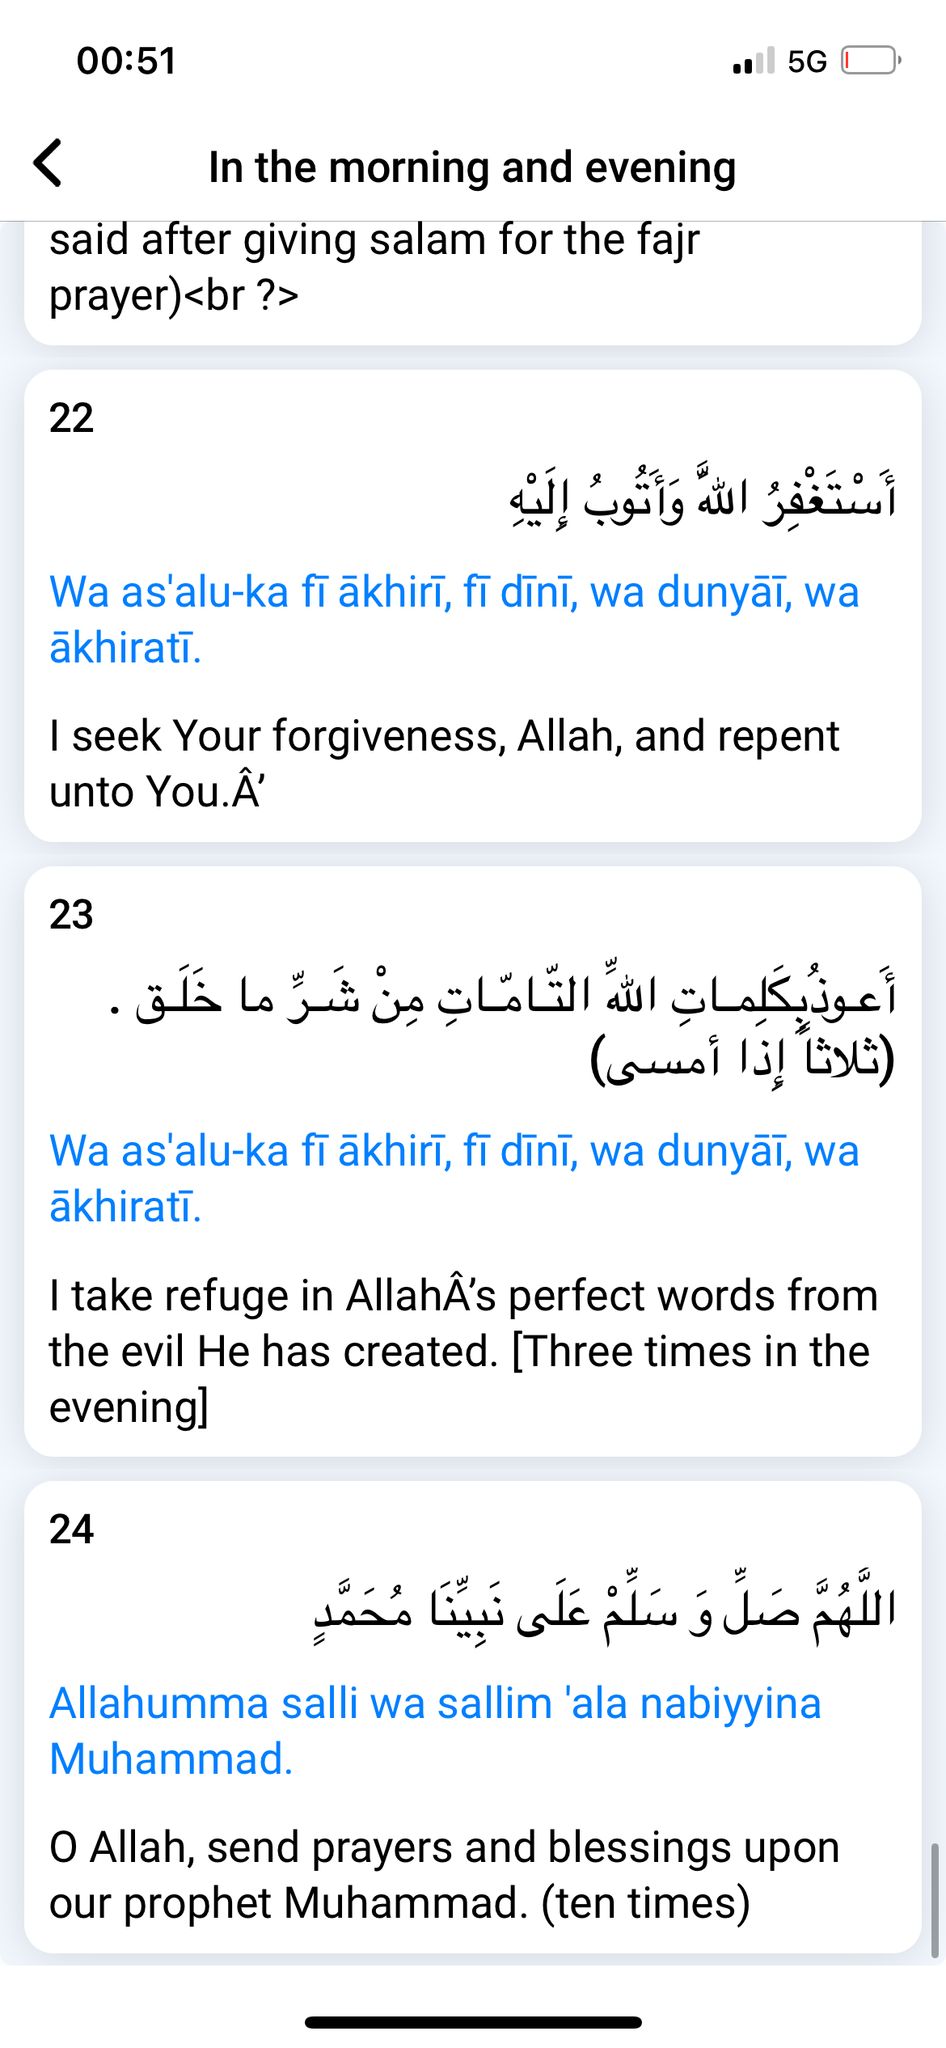 00:51
5G
In the morning and evening
said after giving salam for the fajr
prayer)<br ?>
22
أَسْتَغْفِرُ اللهَّ وَأَتُوبُ إِلَيْهِ
Wa as'alu-ka fī ākhirī, fī dīnī, wa dunyāī, wa
ākhiratī.
I seek Your forgiveness, Allah, and repent
unto You.Â’
23
أَعـوذُبِكَلِمـاتِ اللهِّ التّـامّـاتِ مِنْ شَـرِّ ما خَلَـق .
(ثلاثاً إِذا أمسى)
Wa as'alu-ka fī ākhirī, fī dīnī, wa dunyāī, wa
ākhiratī.
I take refuge in AllahÂ’s perfect words from
the evil He has created. [Three times in the
evening]
24
اللَّهُمَّ صَلِّ وَ سَلِّمْ عَلَى نَبِيِّنَا مُحَمَّدٍ
Allahumma salli wa sallim 'ala nabiyyina
Muhammad.
O Allah, send prayers and blessings upon
our prophet Muhammad. (ten times)